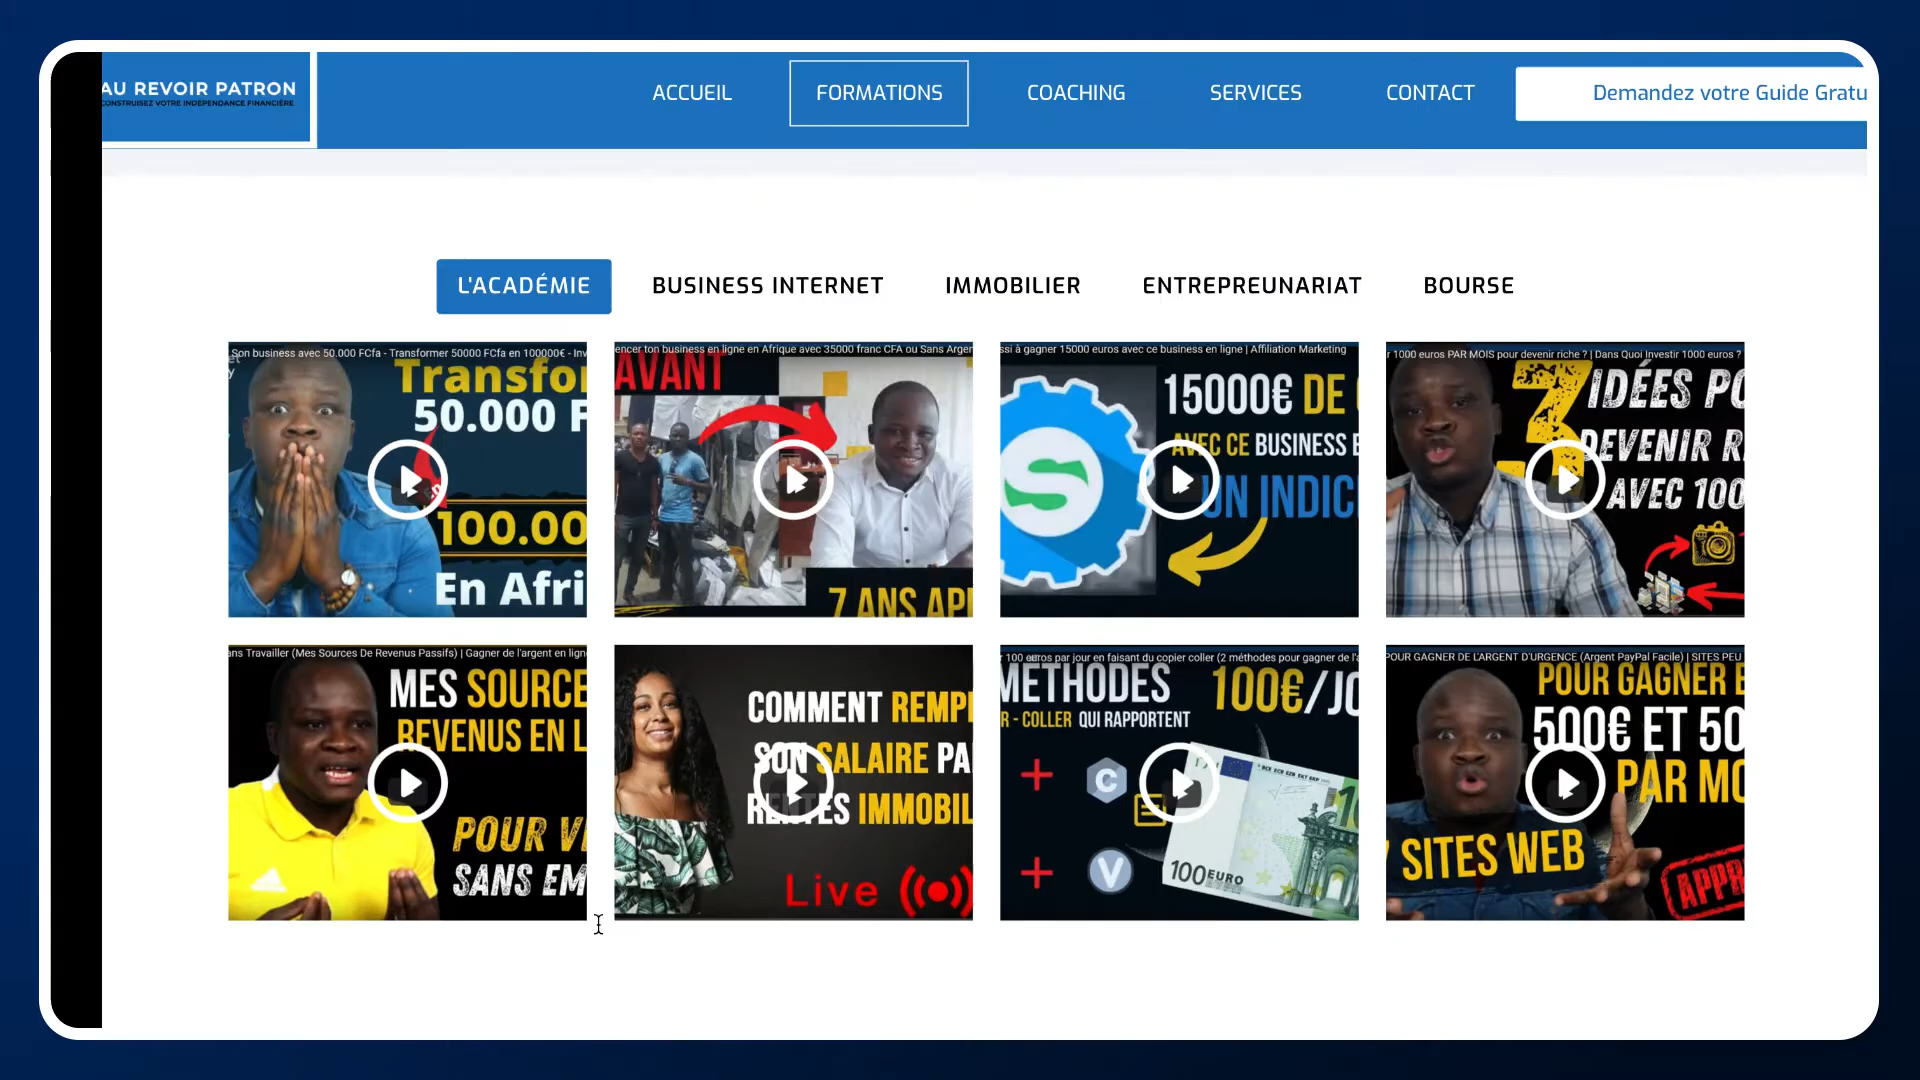 AU REVOIR PATRON
CONSTRUISEZ VOTRE INDÉPENDANCE FINANCIÈRE
ACCUEIL
FORMATIONS
COACHING
SERVICES
CONTACT
Demandez votre Guide Gratu
L'ACADÉMIE
BUSINESS INTERNET
IMMOBILIER
ENTREPREUNARIAT
BOURSE
Son business avec 50.000 FCfa - Transformer 50000 FCfa en 100000€ - Inv
Transfo
50.000 F
100.00
En Afri
encer ton business en ligne en Afrique avec 35000 franc CFA ou Sans Arger
AVANT
7 ANS AP
ssi à gagner 15000 euros avec ce business en ligne | Affiliation Marketing
15000€ DE
AVEC CE BUSINESS E
UN INDIC
S
r 1000 euros PAR MOIS pour devenir riche ? | Dans Quoi Investir 1000 euros ?
3 IDÉES PO
DEVENIR R
AVEC 100
ans Travailler (Mes Sources De Revenus Passifs) | Gagner de l'argent en lign
MES SOURCE
REVENUS EN L
POUR VI
SANS EM
COMMENT REMP
SON SALAIRE PA
RENTES IMMOBIL
Live
r 100 euros par jour en faisant du copier coller (2 méthodes pour gagner de l'a
METHODES
100€/JO
R - COLLER QUI RAPPORTENT
C
V
100 EURO
POUR GAGNER DE L'ARGENT D'URGENCE (Argent PayPal Facile) | SITES PEU
POUR GAGNER E
500€ ET 50
PAR MO
SITES WEB
APPR